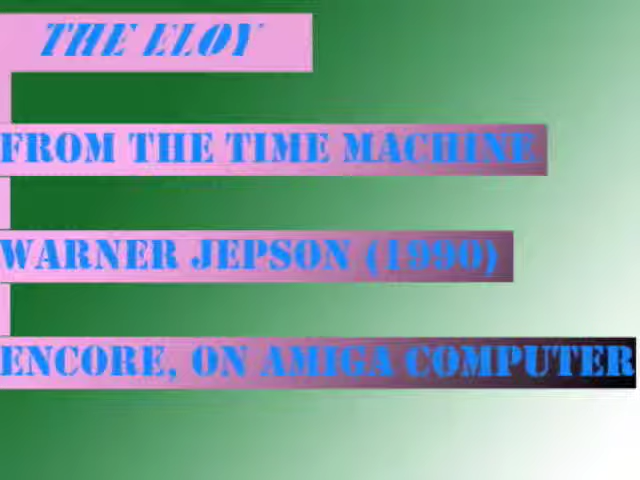 THE ELOY
FROM THE TIME MACHINE
WARNER JEPSON (1990)
ENCORE, ON AMIGA COMPUTER